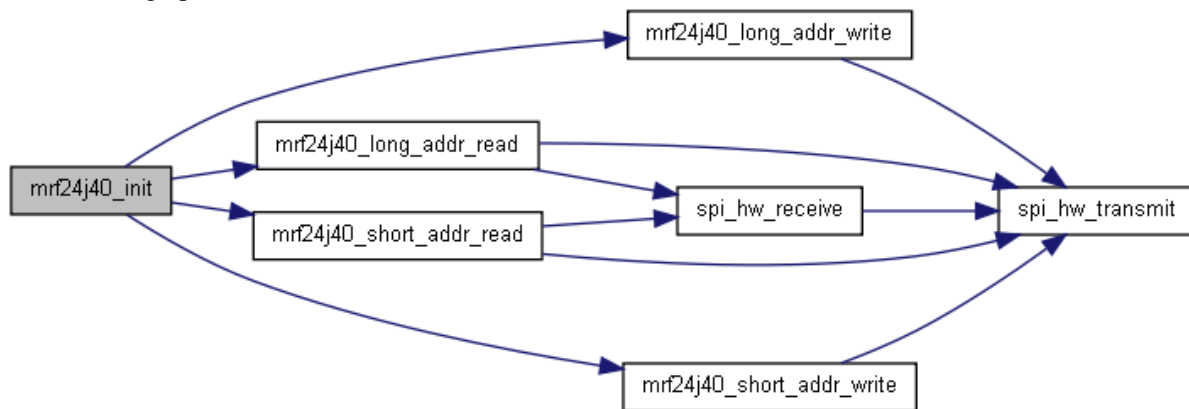 mrf24j40_long_addr_write
mrf24j40_long_addr_read
mrf24j40_init
spi_hw_receive
spi_hw_transmit
mrf24j40_short_addr_read
mrf24j40_short_addr_write